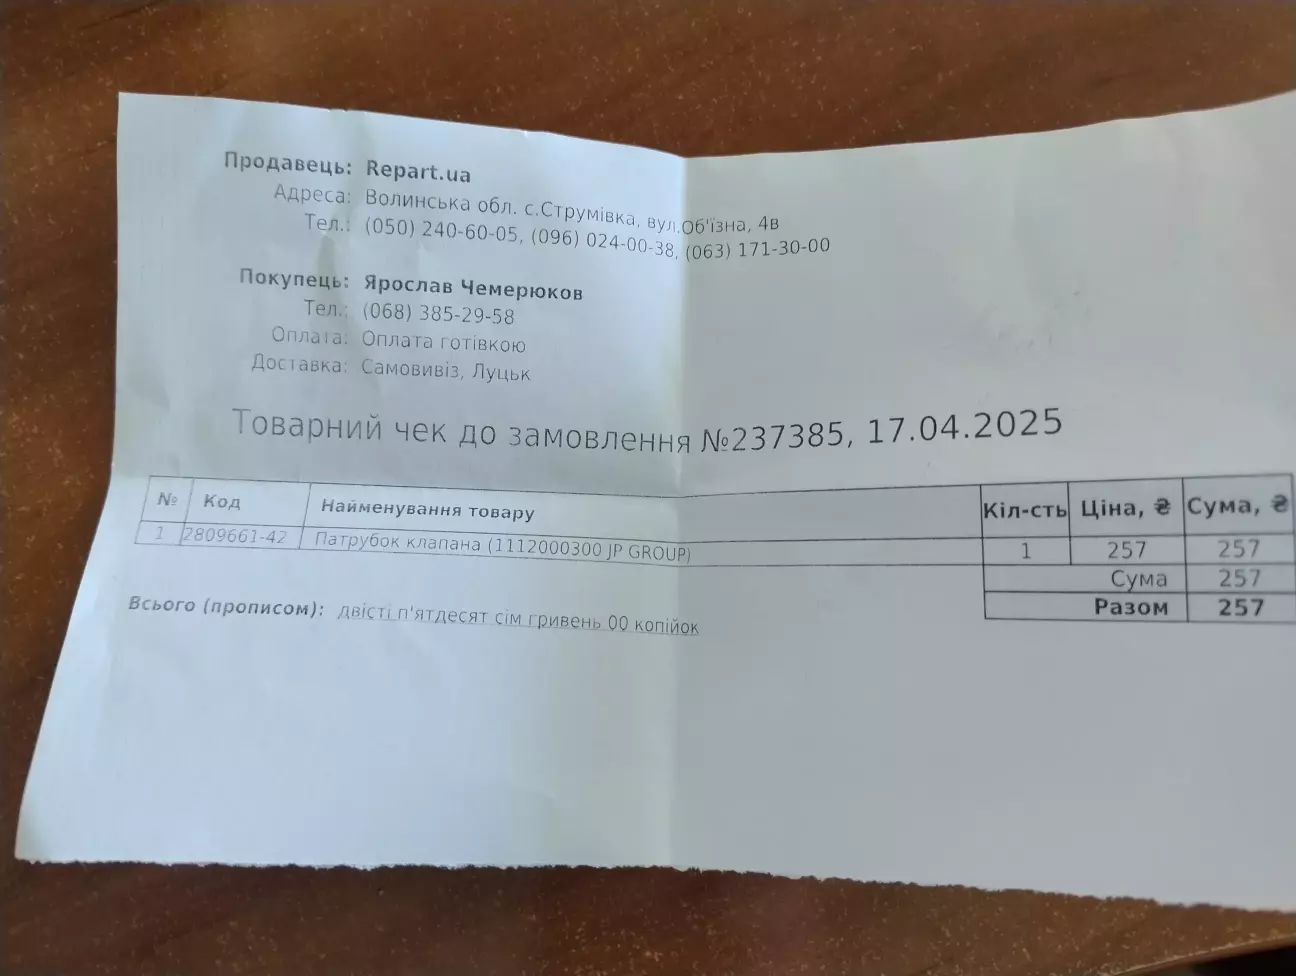 Продавець: Repart.ua
Адреса: Волинська обл. с.Струмівка, вул.Об'їзна, 4в
Тел.: (050) 240-60-05, (096) 024-00-38, (063) 171-30-00
Покупець: Ярослав Чемерюков
Тел.: (068) 385-29-58
Оплата: Оплата готівкою
Доставка: Самовивіз, Луцьк
Товарний чек до замовлення №237385, 17.04.2025
№ Код Найменування товару Кіл-сть Ціна, ₴ Сума, ₴
1 2809661-42 Патрубок клапана (1112000300 JP GROUP) 1 257 257
Сума 257
Разом 257
Всього (прописом): двісті п'ятдесят сім гривень 00 копійок